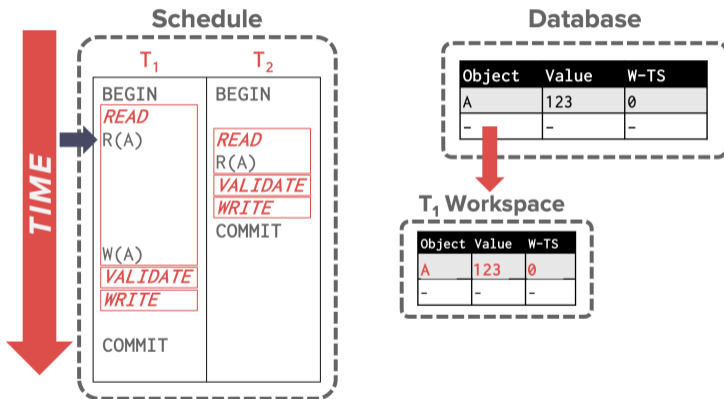 Schedule
TIME
T₁ T₂
BEGIN BEGIN
READ
R(A) READ
R(A)
VALIDATE
WRITE
COMMIT
W(A)
VALIDATE
WRITE
COMMIT
Database
Object Value W-TS
A 123 0
- - -
T₁ Workspace
Object Value W-TS
A 123 0
- - -